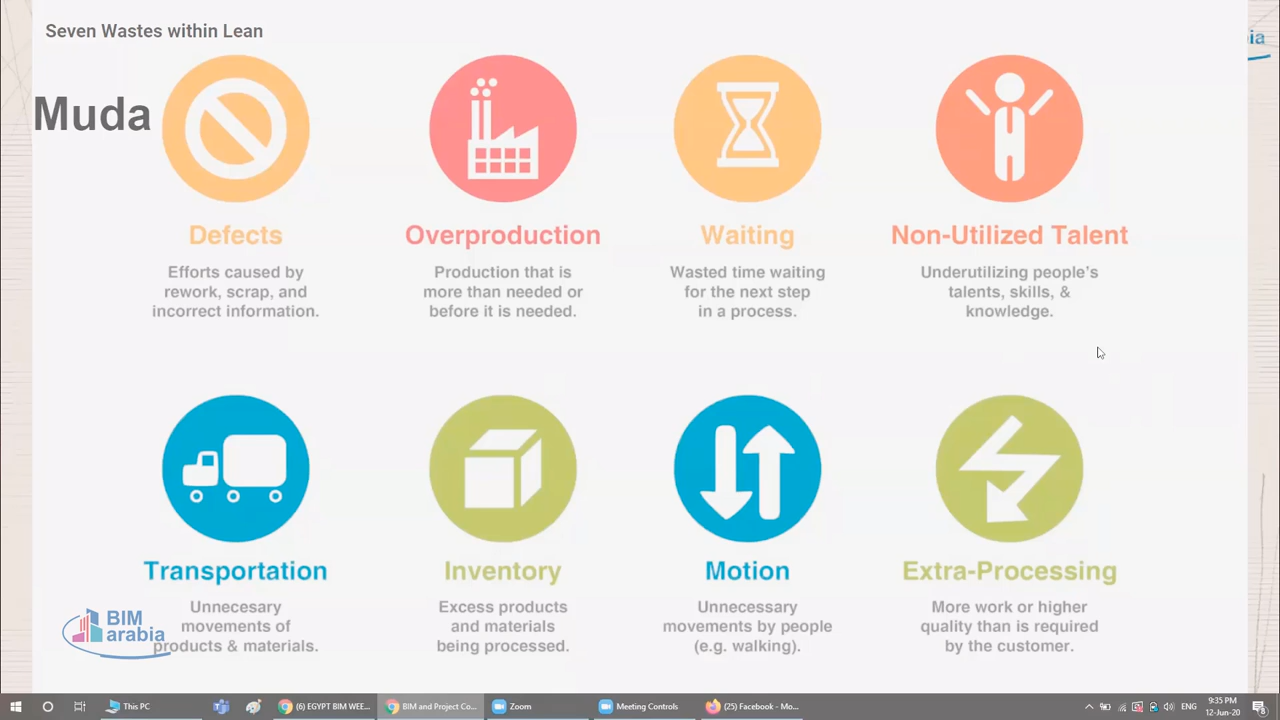 Seven Wastes within Lean
ia
Muda
Defects
Efforts caused by
rework, scrap, and
incorrect information.
Overproduction
Production that is
more than needed or
before it is needed.
Waiting
Wasted time waiting
for the next step
in a process.
Non-Utilized Talent
Underutilizing people's
talents, skills, &
knowledge.
Transportation
Unnecesary
movements of
products & materials.
Inventory
Excess products
and materials
being processed.
Motion
Unnecessary
movements by people
(e.g. walking).
Extra-Processing
More work or higher
quality than is required
by the customer.
BIM
arabia
This PC
(6) EGYPT BIM WEE...
BIM and Project Co...
Zoom
Meeting Controls
(25) Facebook - Mo...
ENG
9:35 PM
12-Jun-20